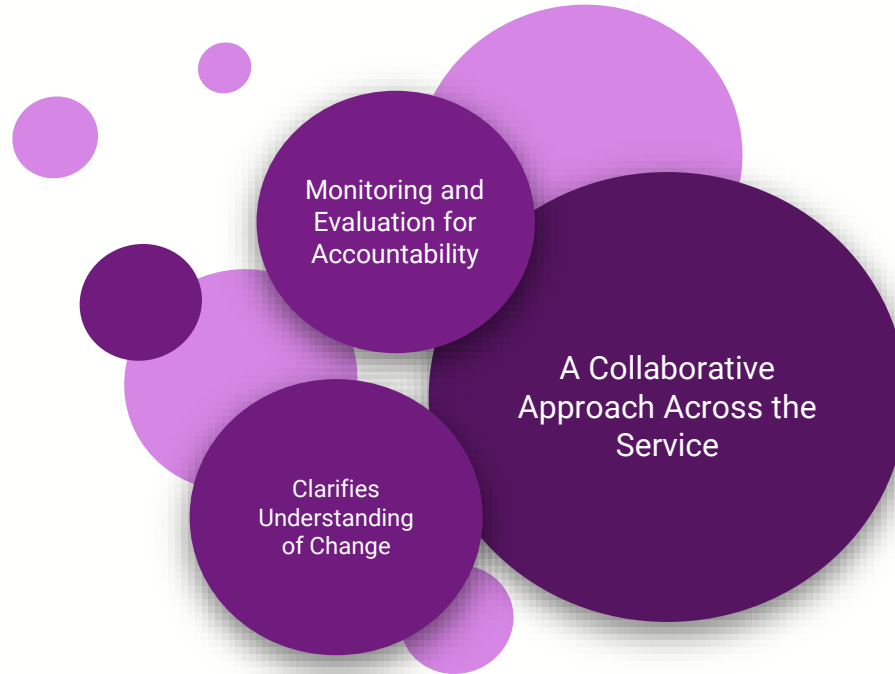 Monitoring and
Evaluation for
Accountability
A Collaborative
Approach Across the
Service
Clarifies
Understanding
of Change